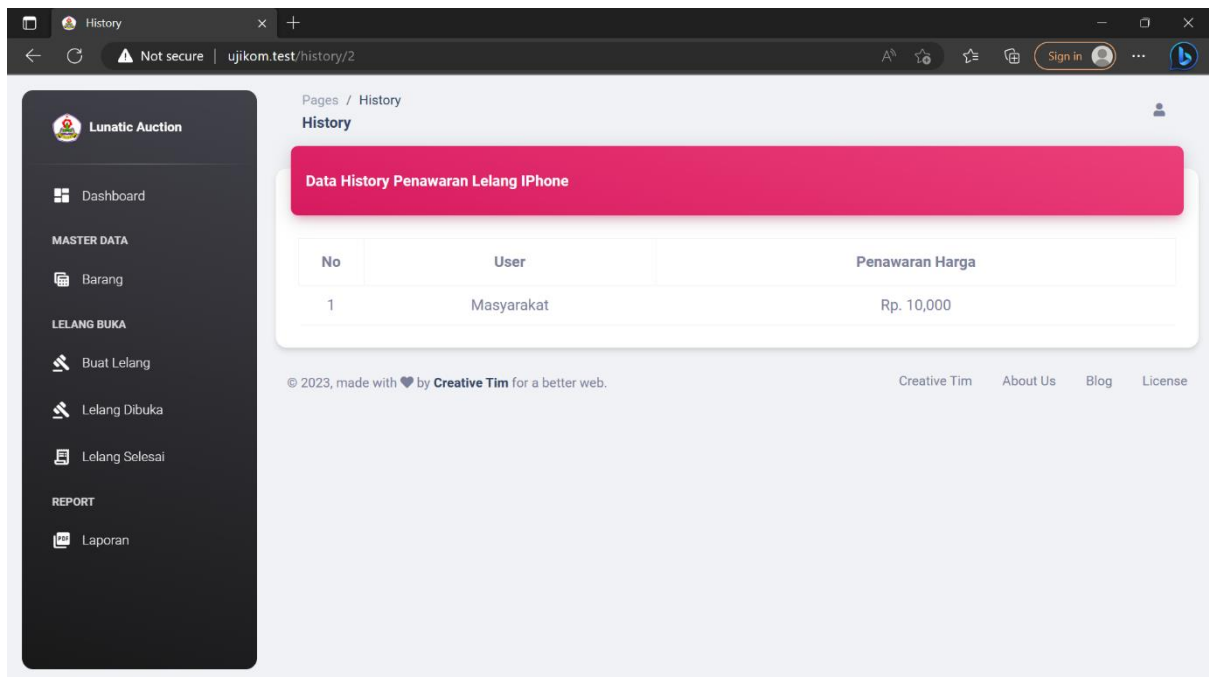 History
Not secure | ujikom.test/history/2
Sign in
Lunatic Auction
Dashboard
MASTER DATA
Barang
LELANG BUKA
Buat Lelang
Lelang Dibuka
Lelang Selesai
REPORT
PDF
Laporan
Pages / History
History
Data History Penawaran Lelang IPhone
No User Penawaran Harga
1 Masyarakat Rp. 10,000
© 2023, made with ♥ by Creative Tim for a better web.
Creative Tim About Us Blog License